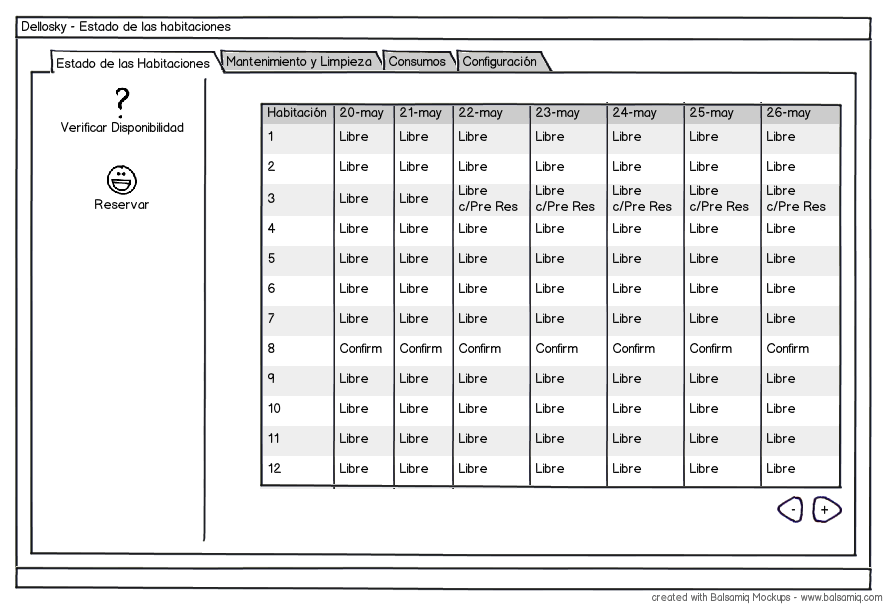 Dellosky - Estado de las habitaciones
Estado de las Habitaciones Mantenimiento y Limpieza Consumos Configuración
?
Verificar Disponibilidad
Reservar
Habitación 20-may 21-may 22-may 23-may 24-may 25-may 26-may
1 Libre Libre Libre Libre Libre Libre Libre
2 Libre Libre Libre Libre Libre Libre Libre
3 Libre Libre Libre c/Pre Res Libre c/Pre Res Libre c/Pre Res Libre c/Pre Res Libre c/Pre Res
4 Libre Libre Libre Libre Libre Libre Libre
5 Libre Libre Libre Libre Libre Libre Libre
6 Libre Libre Libre Libre Libre Libre Libre
7 Libre Libre Libre Libre Libre Libre Libre
8 Confirm Confirm Confirm Confirm Confirm Confirm Confirm
9 Libre Libre Libre Libre Libre Libre Libre
10 Libre Libre Libre Libre Libre Libre Libre
11 Libre Libre Libre Libre Libre Libre Libre
12 Libre Libre Libre Libre Libre Libre Libre
- +
created with Balsamiq Mockups - www.balsamiq.com